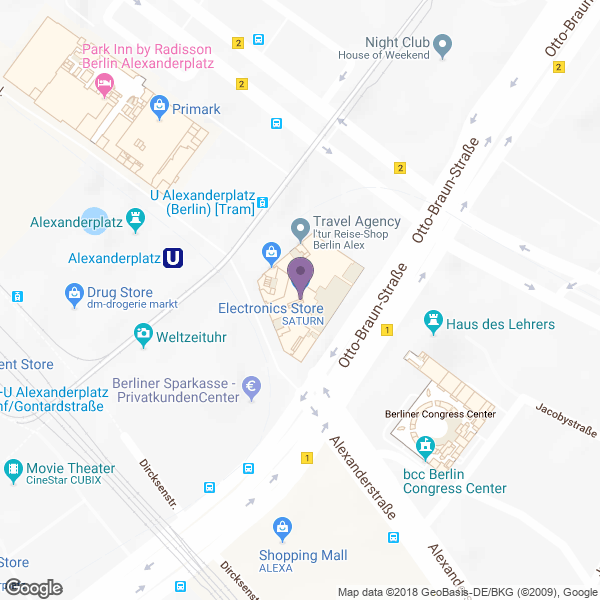 Night Club
House of Weekend
Otto-Braun-Straße
Park Inn by Radisson
Berlin Alexanderplatz
2
2
Primark
2
U Alexanderplatz
(Berlin) [Tram]
Otto-Braun-Straße
Alexanderplatz
Travel Agency
l'tur Reise-Shop
Berlin Alex
Alexanderplatz
U
Drug Store
dm-drogerie markt
Electronics Store
SATURN
Otto-Braun-Straße
1
Haus des Lehrers
Weltzeituhr
ent Store
Berliner Sparkasse -
PrivatkundenCenter
-U Alexanderplatz
nf/Gontardstraße
Berliner Congress Center
Jacobystraße
Alexanderstraße
1
Movie Theater
CineStar CUBIX
Dircksenstr.
bcc Berlin
Congress Center
Shopping Mall
ALEXA
Store
Dircksenstr.
Alexanderst
Google
Map data ©2018 GeoBasis-DE/BKG (©2009), Google
Google